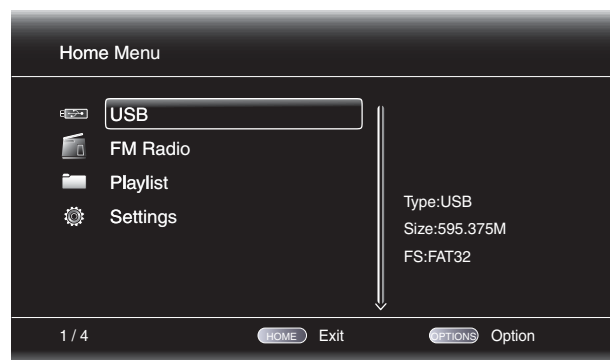 Home Menu
USB
FM Radio
Playlist
Settings
Type:USB
Size:595.375M
FS:FAT32
1 / 4 HOME Exit OPTIONS Option